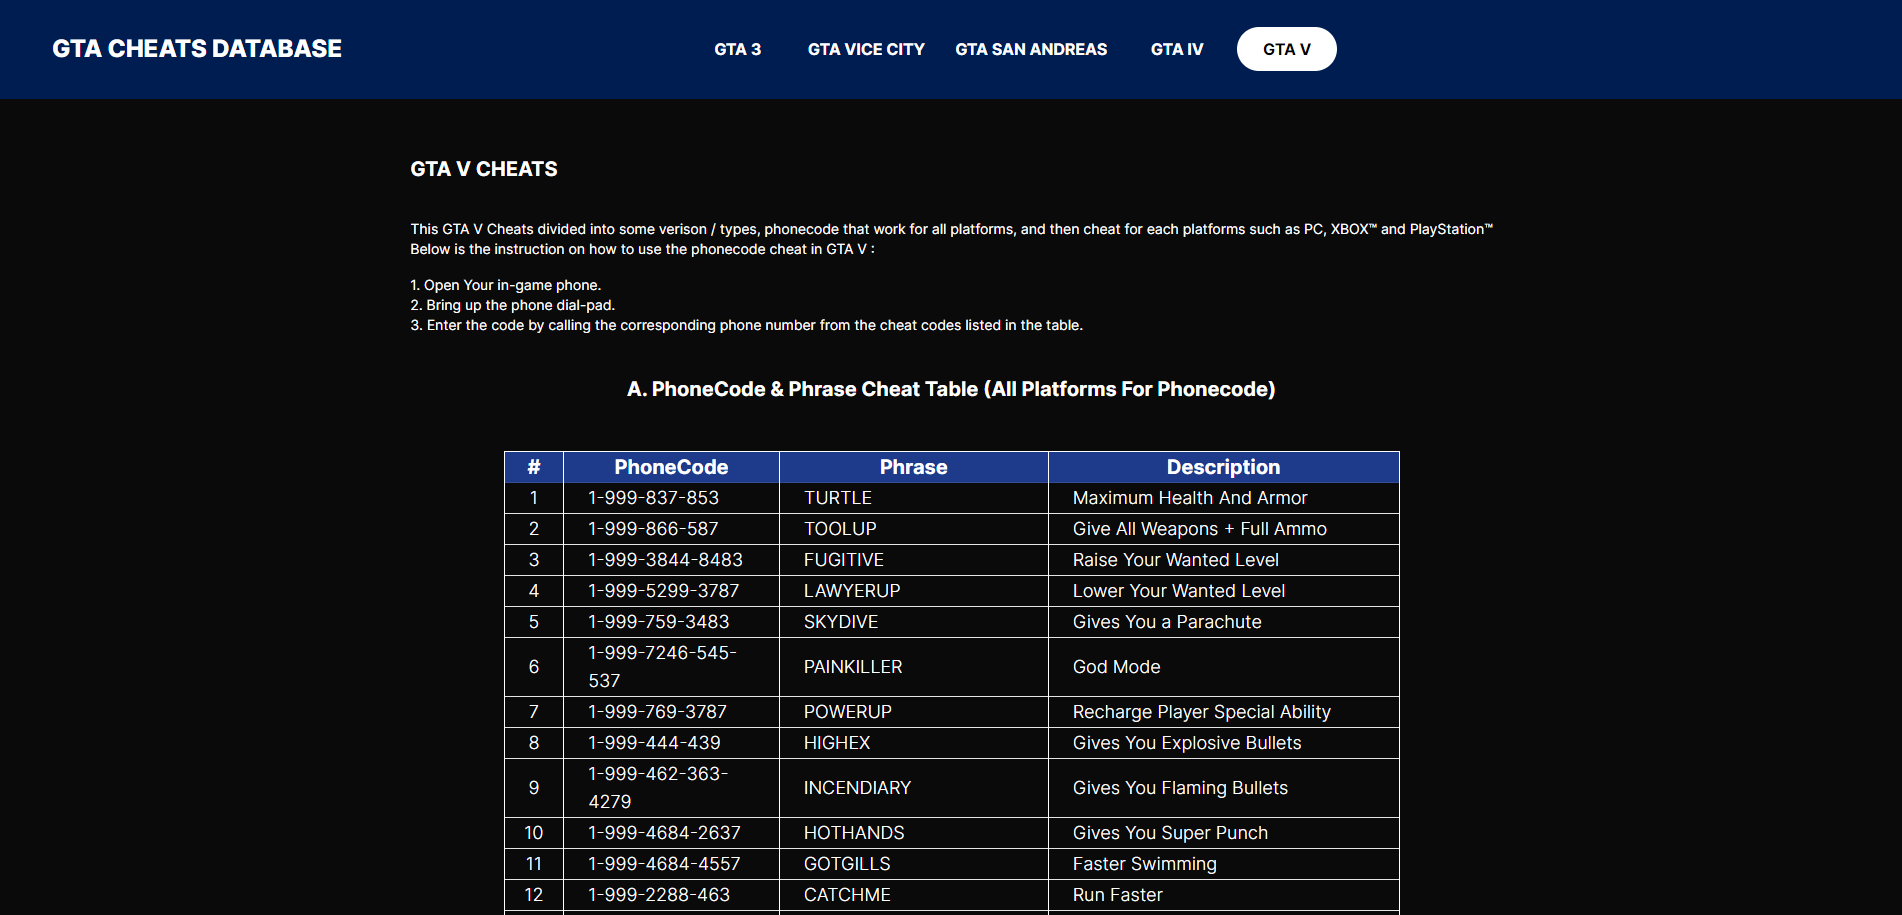 GTA CHEATS DATABASE
GTA 3 GTA VICE CITY GTA SAN ANDREAS GTA IV GTA V
GTA V CHEATS
This GTA V Cheats divided into some verison / types, phonecode that work for all platforms, and then cheat for each platforms such as PC, XBOX™ and PlayStation™
Below is the instruction on how to use the phonecode cheat in GTA V :
1. Open Your in-game phone.
2. Bring up the phone dial-pad.
3. Enter the code by calling the corresponding phone number from the cheat codes listed in the table.
A. PhoneCode & Phrase Cheat Table (All Platforms For Phonecode)
# PhoneCode Phrase Description
1 1-999-837-853 TURTLE Maximum Health And Armor
2 1-999-866-587 TOOLUP Give All Weapons + Full Ammo
3 1-999-3844-8483 FUGITIVE Raise Your Wanted Level
4 1-999-5299-3787 LAWYERUP Lower Your Wanted Level
5 1-999-759-3483 SKYDIVE Gives You a Parachute
6 1-999-7246-545-
537 PAINKILLER God Mode
7 1-999-769-3787 POWERUP Recharge Player Special Ability
8 1-999-444-439 HIGHEX Gives You Explosive Bullets
9 1-999-462-363-
4279 INCENDIARY Gives You Flaming Bullets
10 1-999-4684-2637 HOTHANDS Gives You Super Punch
11 1-999-4684-4557 GOTGILLS Faster Swimming
12 1-999-2288-463 CATCHME Run Faster